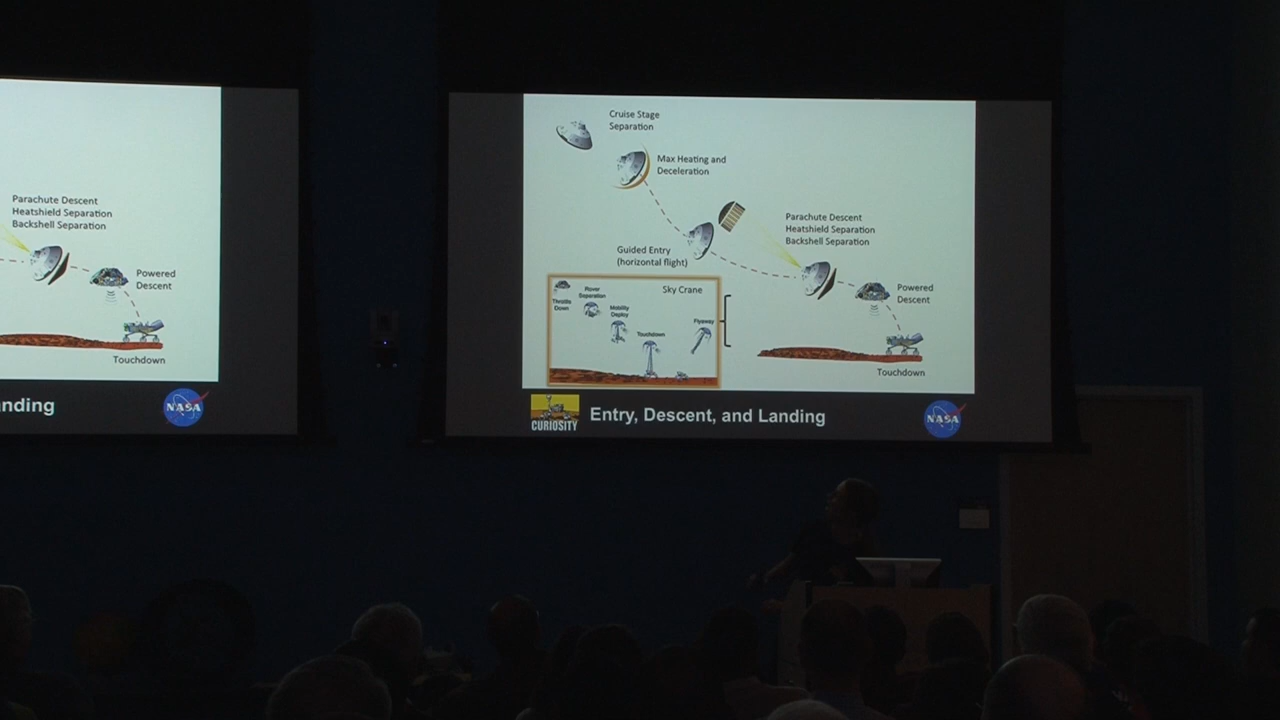 Parachute Descent
Heatshield Separation
Backshell Separation
Powered
Descent
Touchdown
nding
NASA
Cruise Stage
Separation
Max Heating and
Deceleration
Parachute Descent
Heatshield Separation
Backshell Separation
Guided Entry
(horizontal flight)
Powered
Descent
Sky Crane
Throttle
Down
Rover
Separation
Mobility
Deploy
Touchdown
Flyaway
Touchdown
CURIOSITY
Entry, Descent, and Landing
NASA